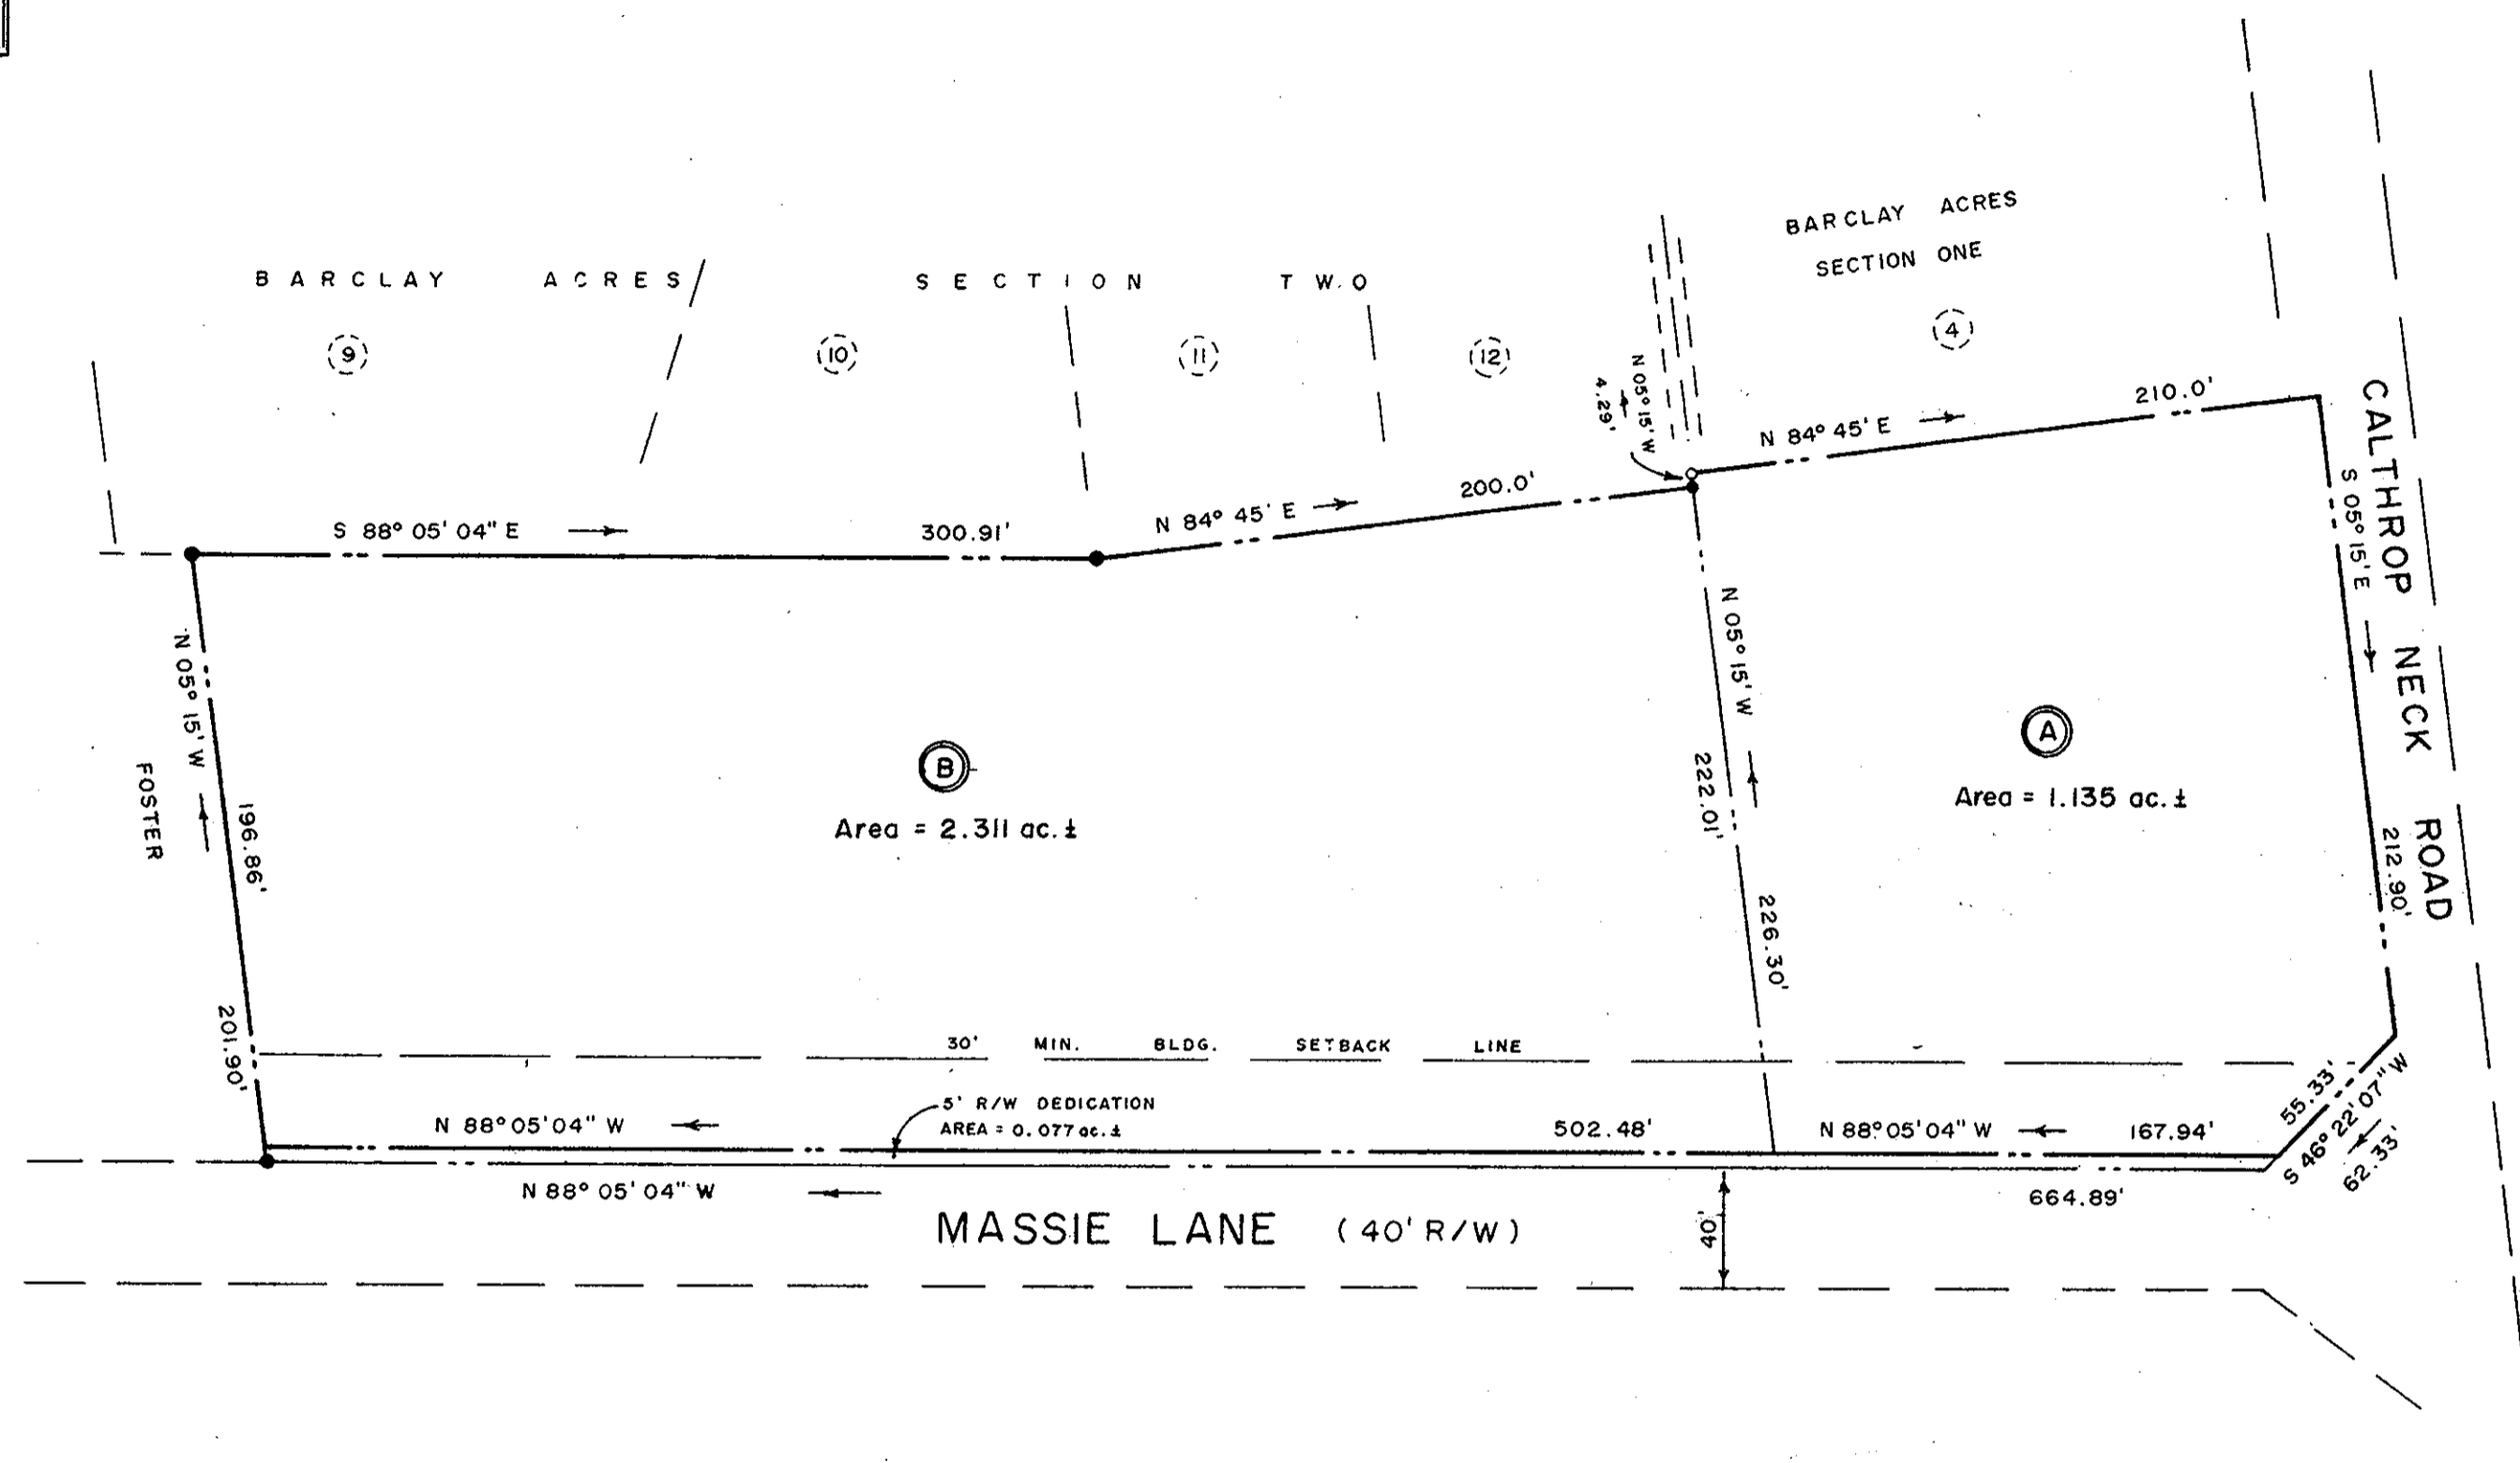 BARCLAY ACRES
SECTION ONE
BARCLAY ACRES SECTION TWO
9
10
11
12
4
N 05° 15' W
4.29'
N 84° 45' E
210.0'
N 84° 45' E
200.0'
S 88° 05' 04" E
300.91'
CALTHROP NECK ROAD
S 05° 15' E
212.90'
N 05° 15' W
196.86'
201.90'
FOSTER
N 05° 15' W
222.01'
226.30'
B
Area = 2.311 ac. ±
A
Area = 1.135 ac. ±
30' MIN. BLDG. SETBACK LINE
5' R/W DEDICATION
AREA = 0.077 ac. ±
N 88° 05' 04" W
502.48'
N 88° 05' 04" W
167.94'
55.33'
S 46° 22' 07" W
62.33'
N 88° 05' 04" W
664.89'
MASSIE LANE (40' R/W)
40'